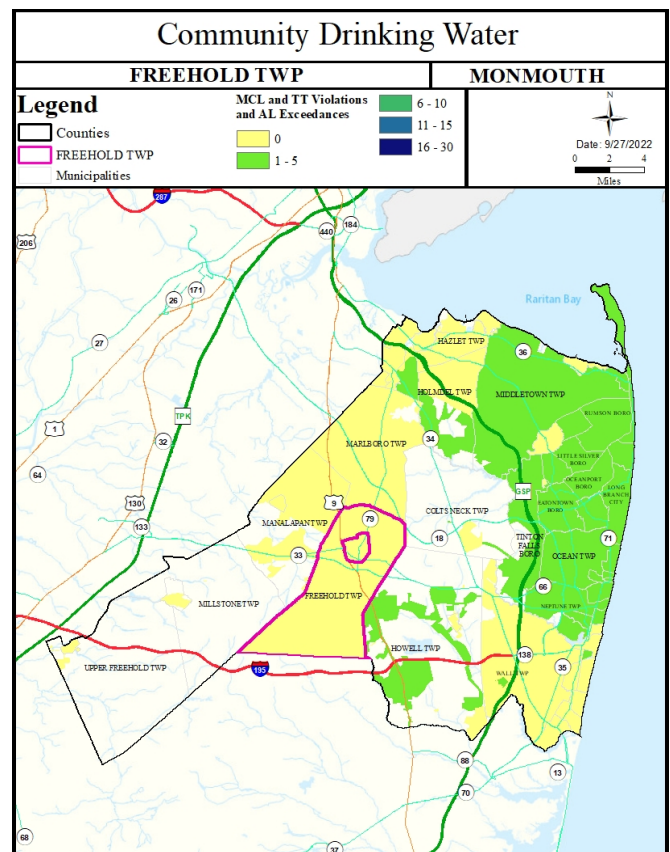 Community Drinking Water
FREEHOLD TWP
MONMOUTH
Legend
Counties
FREEHOLD TWP
Municipalities
MCL and TT Violations
and AL Exceedances
0
1 - 5
6 - 10
11 - 15
16 - 30
N
Date: 9/27/2022
0 2 4
Miles
287
206
440
184
171
26
27
Raritan Bay
HAZLET TWP
36
HOLMDEL TWP
MIDDLETOWN TWP
RUMSON BORO
TPK
1
32
34
MARLBORO TWP
LITTLE SILVER
BORO
64
OCEANPORT
BORO
LONG
BRANCH
CITY
GSP
EATONTOWN
BORO
130
9
133
79
COLTS NECK TWP
MANALAPAN TWP
18
TINTON
FALLS
BORO
71
OCEAN TWP
33
66
FREEHOLD TWP
MILLSTONE TWP
NEPTUNE TWP
HOWELL TWP
138
UPPER FREEHOLD TWP
195
35
WALL TWP
88
13
70
68
37